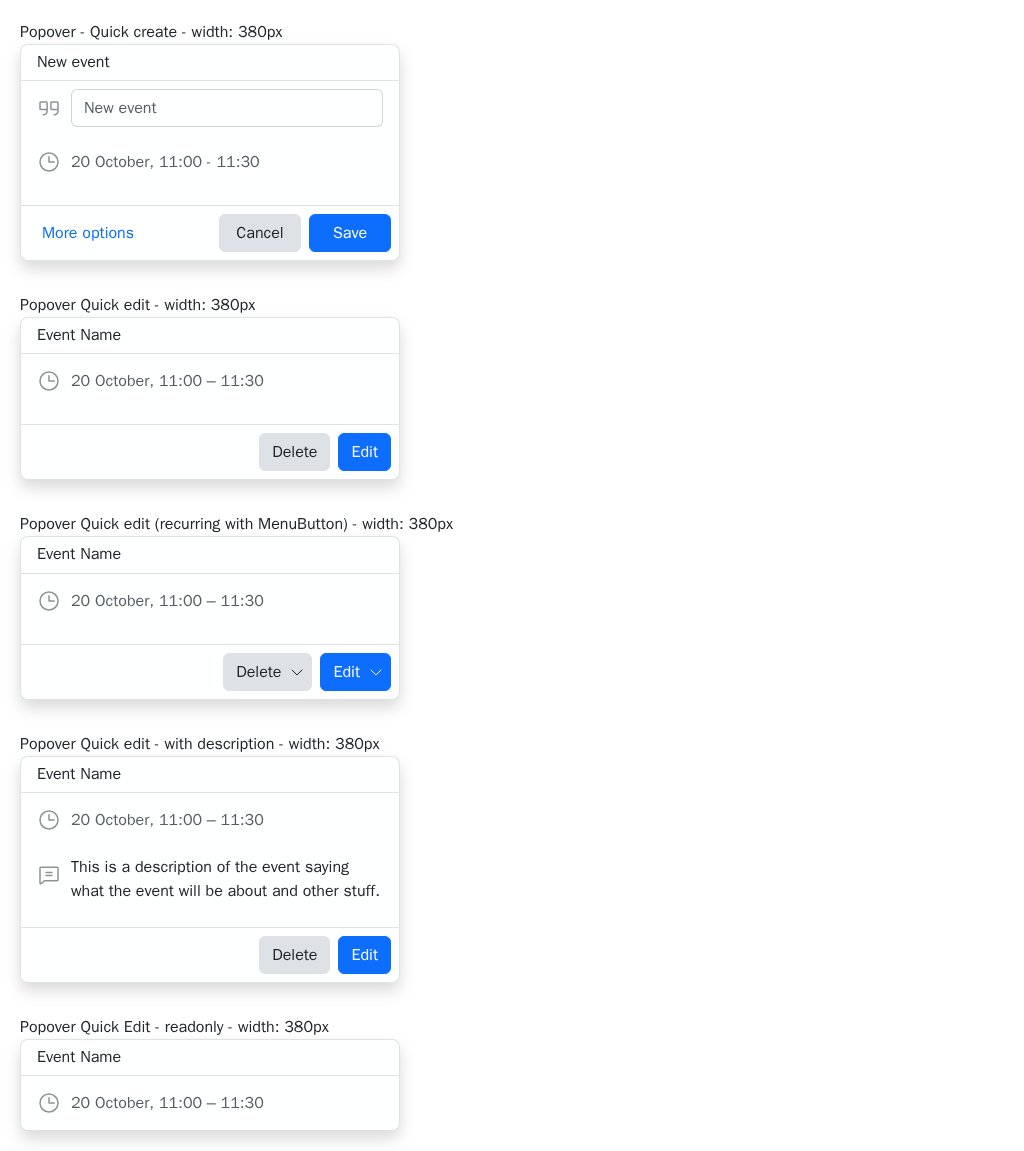 Popover - Quick create - width: 380px
New event
New event
20 October, 11:00 - 11:30
More options
Cancel
Save
Popover Quick edit - width: 380px
Event Name
20 October, 11:00 – 11:30
Delete
Edit
Popover Quick edit (recurring with MenuButton) - width: 380px
Event Name
20 October, 11:00 – 11:30
Delete
Edit
Popover Quick edit - with description - width: 380px
Event Name
20 October, 11:00 – 11:30
This is a description of the event saying
what the event will be about and other stuff.
Delete
Edit
Popover Quick Edit - readonly - width: 380px
Event Name
20 October, 11:00 – 11:30